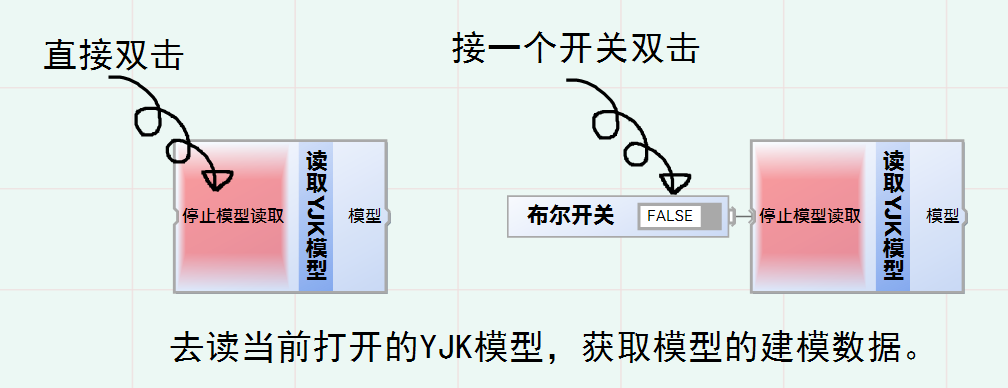 直接双击
接一个开关双击
停止模型读取
读取YJK模型
模型
布尔开关
FALSE
停止模型读取
读取YJK模型
模型
去读当前打开的YJK模型，获取模型的建模数据。